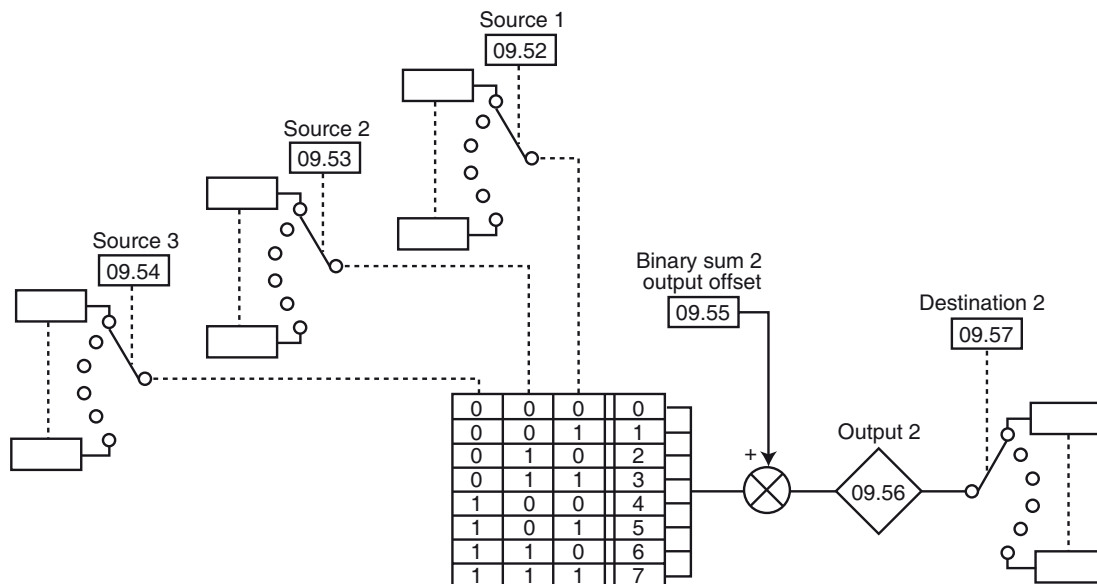 Source 1
09.52
Source 2
09.53
Source 3
09.54
Binary sum 2
output offset
09.55
Destination 2
09.57
0 0 0 0
0 0 1 1
0 1 0 2
0 1 1 3
1 0 0 4
1 0 1 5
1 1 0 6
1 1 1 7
+
Output 2
09.56